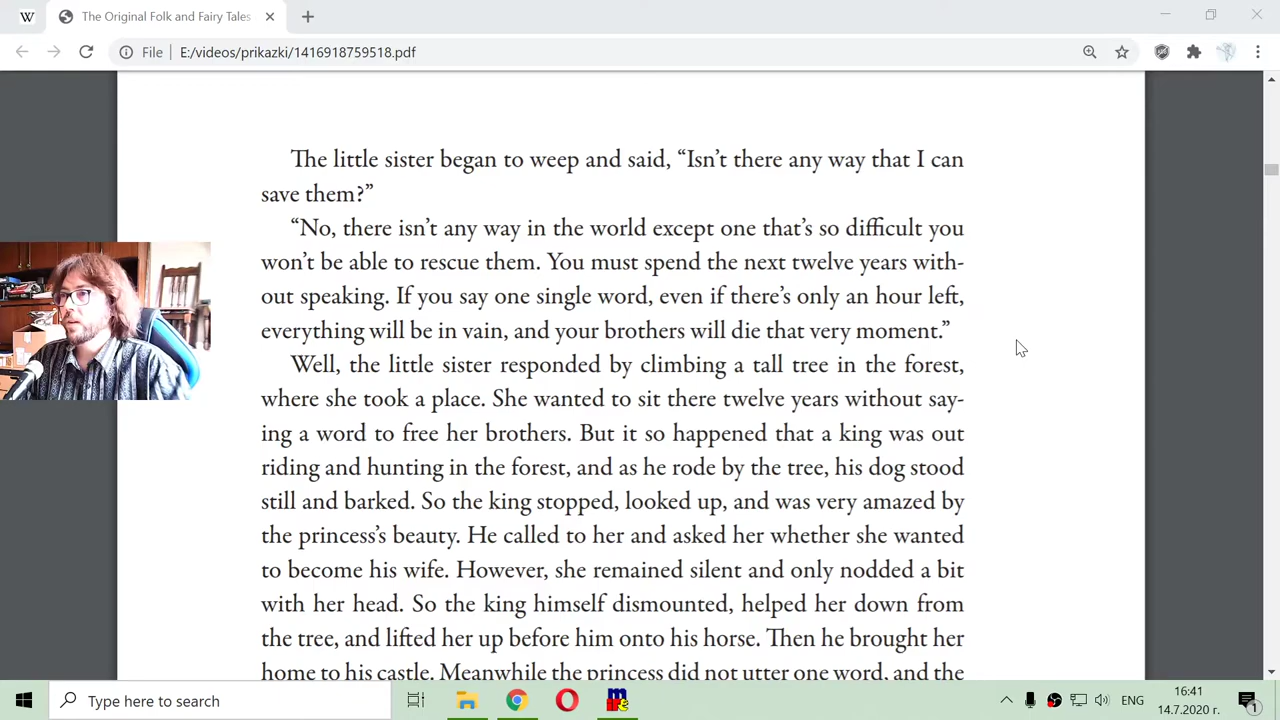 The Original Folk and Fairy Tales
File
E:/videos/prikazki/1416918759518.pdf
The little sister began to weep and said, “Isn’t there any way that I can
save them?”
“No, there isn’t any way in the world except one that’s so difficult you
won’t be able to rescue them. You must spend the next twelve years with-
out speaking. If you say one single word, even if there’s only an hour left,
everything will be in vain, and your brothers will die that very moment.”
Well, the little sister responded by climbing a tall tree in the forest,
where she took a place. She wanted to sit there twelve years without say-
ing a word to free her brothers. But it so happened that a king was out
riding and hunting in the forest, and as he rode by the tree, his dog stood
still and barked. So the king stopped, looked up, and was very amazed by
the princess’s beauty. He called to her and asked her whether she wanted
to become his wife. However, she remained silent and only nodded a bit
with her head. So the king himself dismounted, helped her down from
the tree, and lifted her up before him onto his horse. Then he brought her
home to his castle. Meanwhile the princess did not utter one word, and the
Type here to search
ЕНГ
16:41
14.7.2020 г.
1